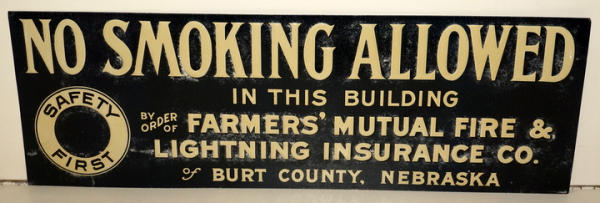 NO SMOKING ALLOWED
IN THIS BUILDING
SAFETY FIRST
BY ORDER OF FARMERS' MUTUAL FIRE &
LIGHTNING INSURANCE CO.
of BURT COUNTY, NEBRASKA